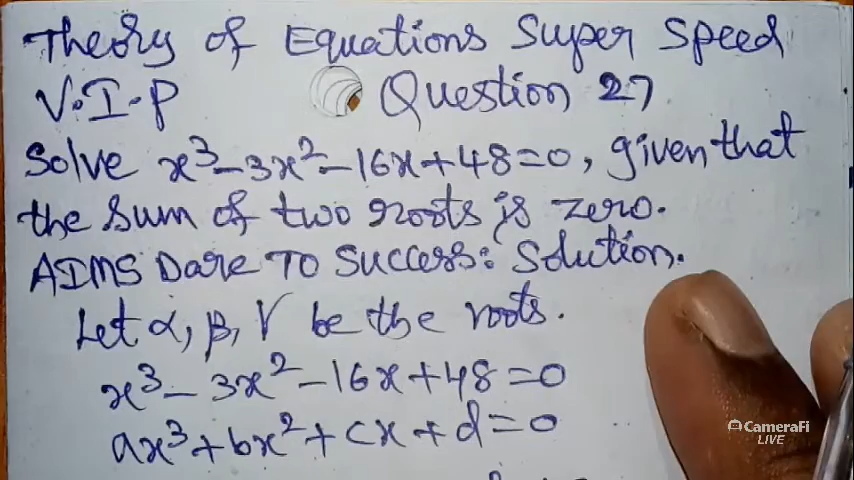 Theory of Equations Super Speed
V.I.P Question 27
Solve x³-3x²-16x+48=0, given that
the sum of two roots is zero.
AIMS Dare To Success: Solution.
Let α, β, γ be the roots.
x³-3x²-16x+48=0
ax³+bx²+cx+d=0
CameraFi
LIVE